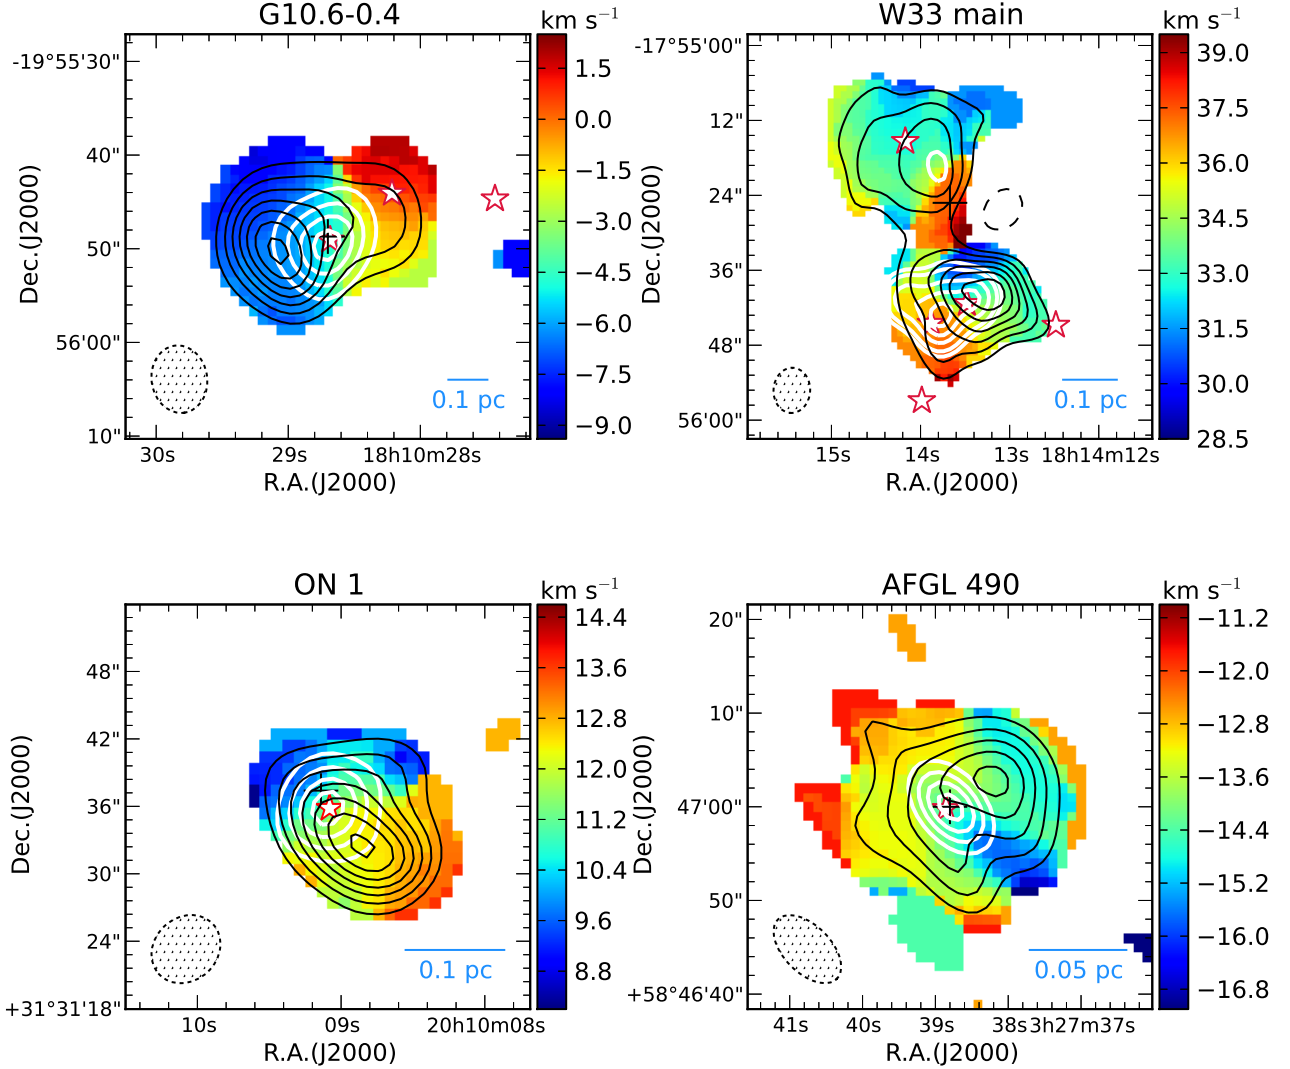 G10.6-0.4
km s⁻¹
-19°55'30"
40"
50"
56'00"
10"
Dec.(J2000)
30s 29s 18h10m28s
R.A.(J2000)
0.1 pc
1.5
0.0
−1.5
−3.0
−4.5
−6.0
−7.5
−9.0
W33 main
km s⁻¹
-17°55'00"
12"
24"
36"
48"
56'00"
Dec.(J2000)
15s 14s 13s 18h14m12s
R.A.(J2000)
0.1 pc
39.0
37.5
36.0
34.5
33.0
31.5
30.0
28.5
ON 1
km s⁻¹
48"
42"
36"
30"
24"
+31°31'18"
Dec.(J2000)
10s 09s 20h10m08s
R.A.(J2000)
0.1 pc
14.4
13.6
12.8
12.0
11.2
10.4
9.6
8.8
AFGL 490
km s⁻¹
20"
10"
47'00"
50"
+58°46'40"
Dec.(J2000)
41s 40s 39s 38s 3h27m37s
R.A.(J2000)
0.05 pc
−11.2
−12.0
−12.8
−13.6
−14.4
−15.2
−16.0
−16.8